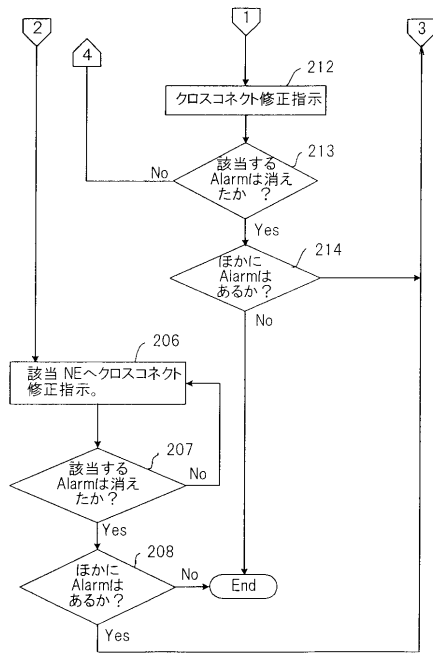 2
1
3
4
212
クロスコネクト修正指示
213
該当する
Alarmは消え
たか ?
No
Yes
214
ほかに
Alarmは
あるか?
No
206
該当 NEへクロスコネクト
修正指示。
207
該当する
Alarmは消え
たか?
No
Yes
208
ほかに
Alarmは
あるか?
No
End
Yes